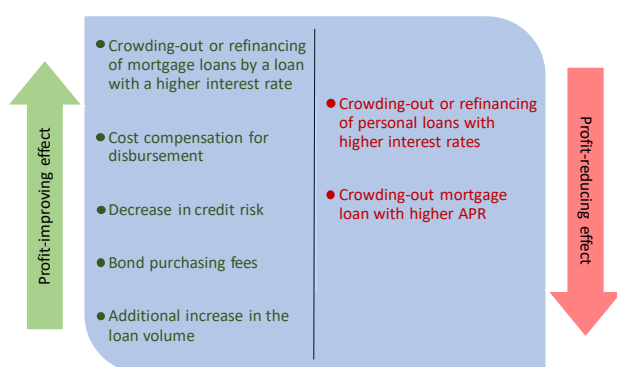 Profit-improving effect
● Crowding-out or refinancing
of mortgage loans by a loan
with a higher interest rate
● Cost compensation for
disbursement
● Decrease in credit risk
● Bond purchasing fees
● Additional increase in the
loan volume
● Crowding-out or refinancing
of personal loans with
higher interest rates
● Crowding-out mortgage
loan with higher APR
Profit-reducing effect